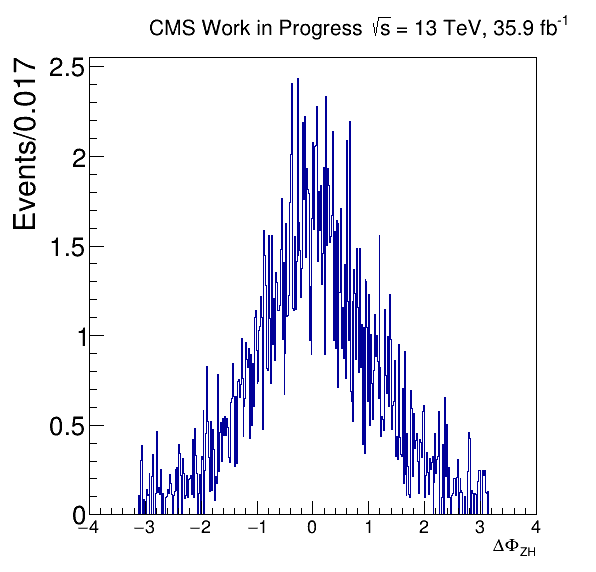 CMS Work in Progress √s = 13 TeV, 35.9 fb⁻¹
Events/0.017
2.5
2
1.5
1
0.5
0
−4 −3 −2 −1 0 1 2 3 4
ΔΦ_ZH